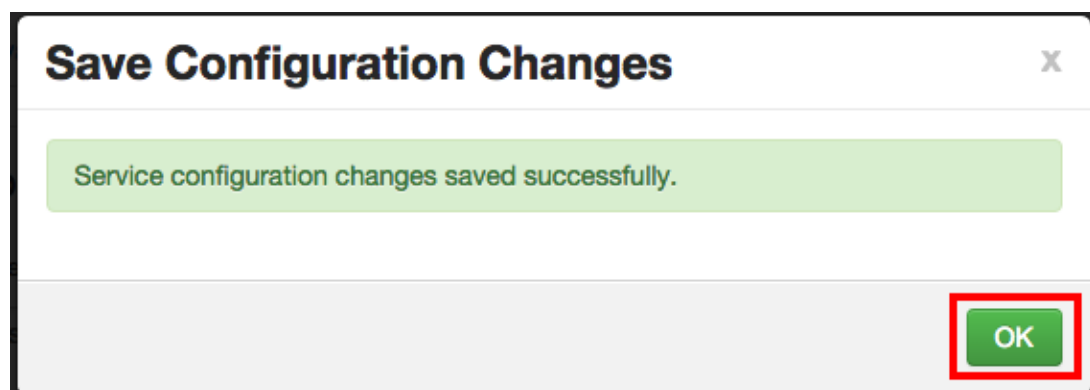 Save Configuration Changes
x
Service configuration changes saved successfully.
OK